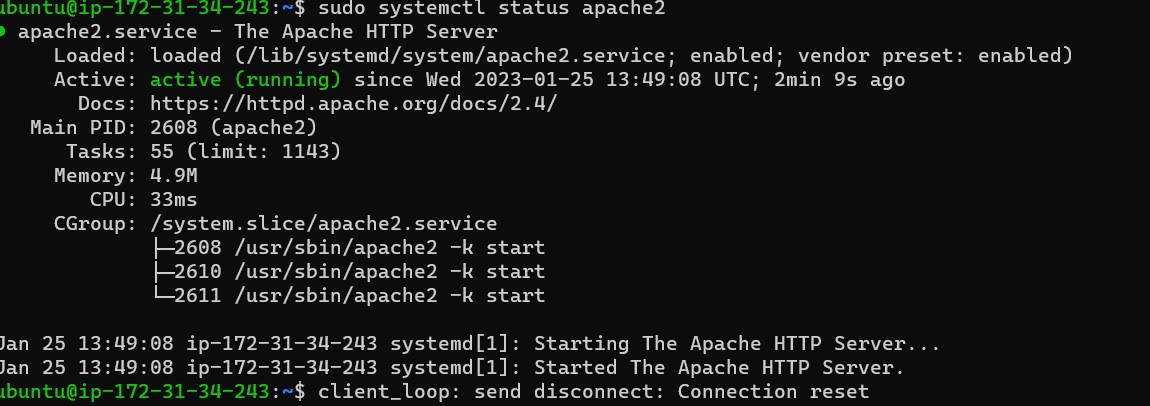 ubuntu@ip-172-31-34-243:~$ sudo systemctl status apache2
● apache2.service - The Apache HTTP Server
     Loaded: loaded (/lib/systemd/system/apache2.service; enabled; vendor preset: enabled)
     Active: active (running) since Wed 2023-01-25 13:49:08 UTC; 2min 9s ago
       Docs: https://httpd.apache.org/docs/2.4/
   Main PID: 2608 (apache2)
      Tasks: 55 (limit: 1143)
     Memory: 4.9M
        CPU: 33ms
     CGroup: /system.slice/apache2.service
             ├─2608 /usr/sbin/apache2 -k start
             ├─2610 /usr/sbin/apache2 -k start
             └─2611 /usr/sbin/apache2 -k start
Jan 25 13:49:08 ip-172-31-34-243 systemd[1]: Starting The Apache HTTP Server...
Jan 25 13:49:08 ip-172-31-34-243 systemd[1]: Started The Apache HTTP Server.
ubuntu@ip-172-31-34-243:~$ client_loop: send disconnect: Connection reset